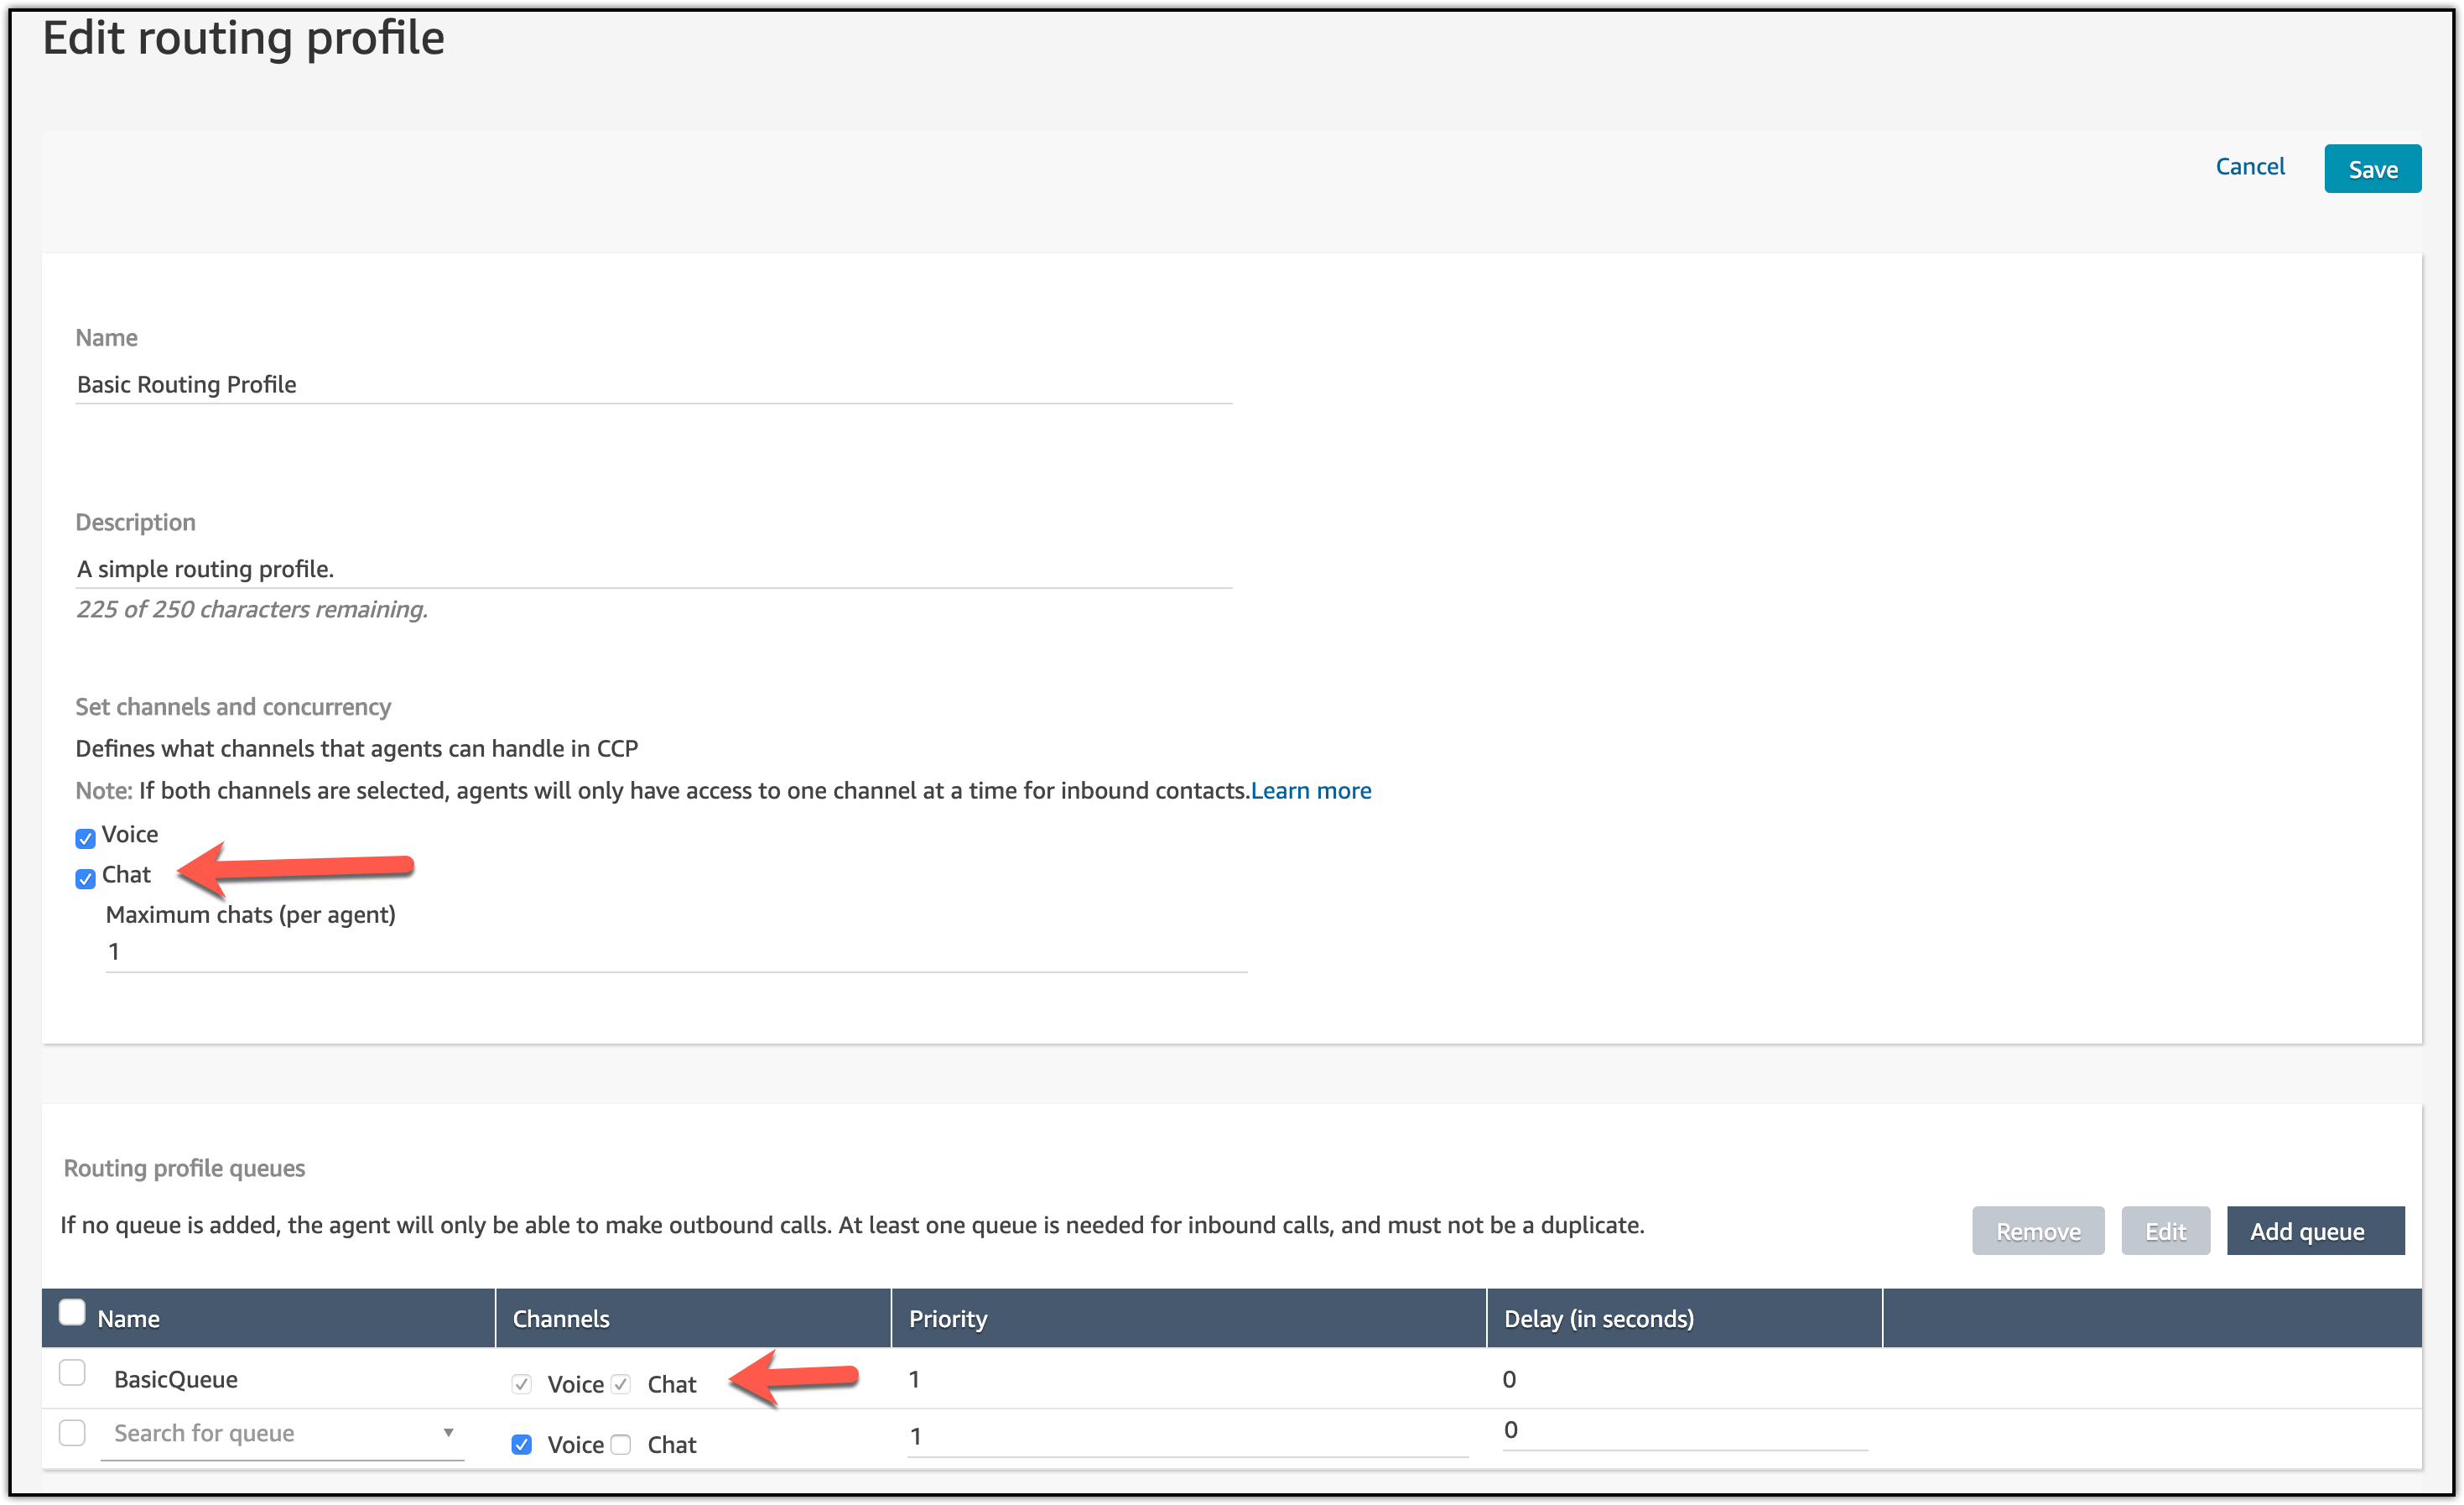 Edit routing profile
Cancel
Save
Name
Basic Routing Profile
Description
A simple routing profile.
225 of 250 characters remaining.
Set channels and concurrency
Defines what channels that agents can handle in CCP
Note: If both channels are selected, agents will only have access to one channel at a time for inbound contacts.Learn more
Voice
Chat
Maximum chats (per agent)
1
Routing profile queues
If no queue is added, the agent will only be able to make outbound calls. At least one queue is needed for inbound calls, and must not be a duplicate.
Remove Edit Add queue
Name Channels Priority Delay (in seconds)
BasicQueue Voice Chat 1 0
Search for queue Voice Chat 1 0